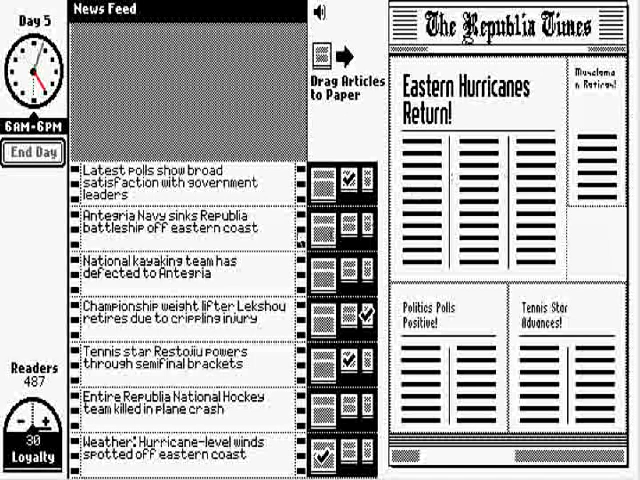 Day 5
6AM-6PM
End Day
Readers
487
30
Loyalty
News Feed
Latest polls show broad
satisfaction with government
leaders
Antegria Navy sinks Republia
battleship off eastern coast
National kayaking team has
defected to Antegria
Championship weight lifter Lekshou
retires due to crippling injury
Tennis star Restojiu powers
through semifinal brackets
Entire Republia National Hockey
team killed in plane crash
Weather: Hurricane-level winds
spotted off eastern coast
Drag Articles
to Paper
The Republia Times
Eastern Hurricanes
Return!
Musclema
n Retires!
Politics Polls
Positive!
Tennis Star
Advances!